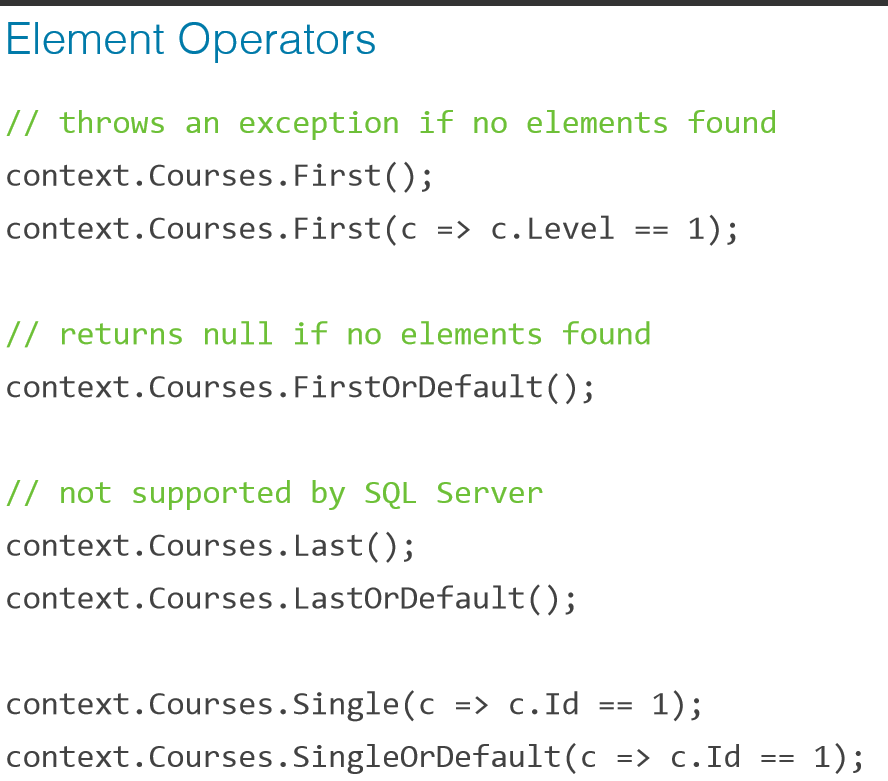 Element Operators
// throws an exception if no elements found
context.Courses.First();
context.Courses.First(c => c.Level == 1);
// returns null if no elements found
context.Courses.FirstOrDefault();
// not supported by SQL Server
context.Courses.Last();
context.Courses.LastOrDefault();
context.Courses.Single(c => c.Id == 1);
context.Courses.SingleOrDefault(c => c.Id == 1);